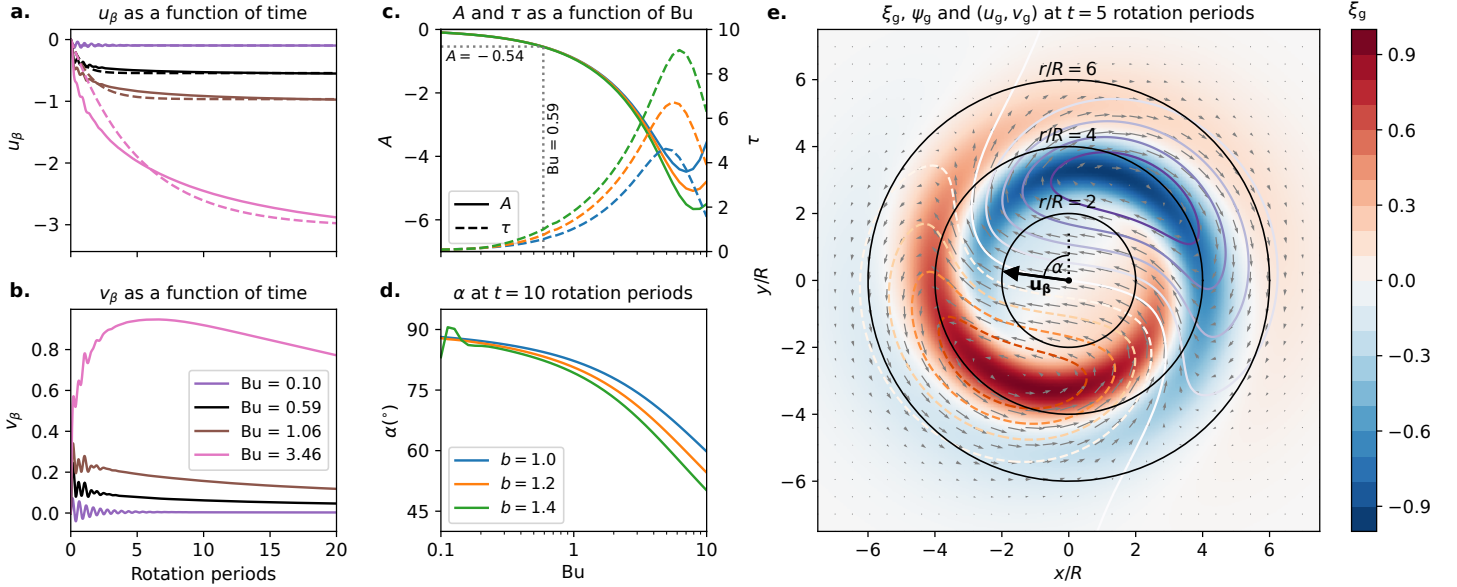 a.
u_β as a function of time
0
−1
−2
−3
u_β
b.
v_β as a function of time
0.8
0.6
0.4
0.2
0.0
v_β
Bu = 0.10
Bu = 0.59
Bu = 1.06
Bu = 3.46
0 5 10 15 20
Rotation periods
c.
A and τ as a function of Bu
0
−2
−4
−6
A
A = −0.54
Bu = 0.59
A
τ
10
8
6
4
2
0
τ
d.
α at t = 10 rotation periods
90
75
60
45
α(°)
b = 1.0
b = 1.2
b = 1.4
0.1 1 10
Bu
e.
ξ_g, ψ_g and (u_g, v_g) at t = 5 rotation periods
6
4
2
0
−2
−4
−6
y/R
r/R = 6
r/R = 4
r/R = 2
α
u_β
−6 −4 −2 0 2 4 6
x/R
ξ_g
0.9
0.6
0.3
0.0
−0.3
−0.6
−0.9